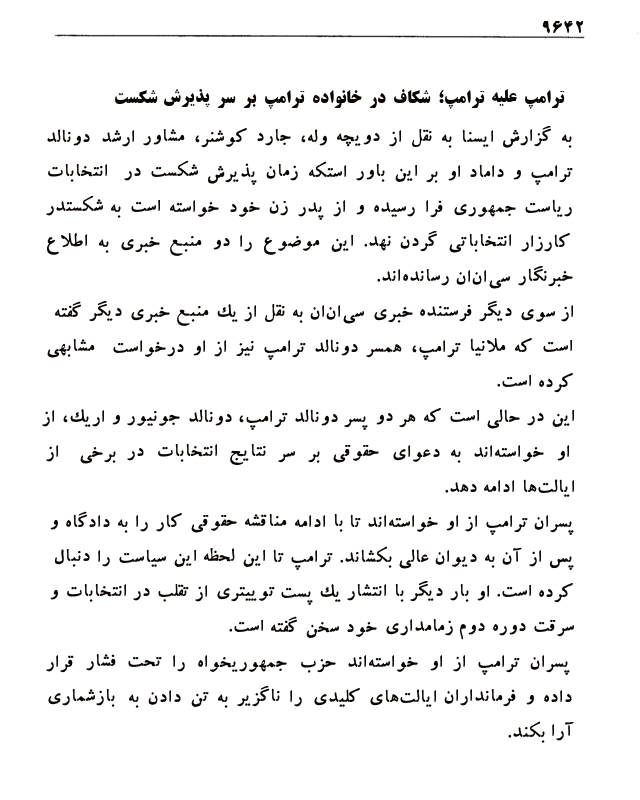 ۹۶۴۲
ترامپ علیه ترامپ؛ شکاف در خانواده ترامپ بر سر پذیرش شکست
به گزارش ایسنا به نقل از دویچه وله، جارد کوشنر، مشاور ارشد دونالد
ترامپ و داماد او بر این باور استکه زمان پذیرش شکست در انتخابات
ریاست جمهوری فرا رسیده و از پدر زن خود خواسته است به شکستدر
کارزار انتخاباتی گردن نهد. این موضوع را دو منبع خبری به اطلاع
خبرنگار سی‌ان‌ان رسانده‌اند.
از سوی دیگر فرستنده خبری سی‌ان‌ان به نقل از یك منبع خبری دیگر گفته
است که ملانیا ترامپ، همسر دونالد ترامپ نیز از او درخواست مشابهی
کرده است.
این در حالی است که هر دو پسر دونالد ترامپ، دونالد جونیور و اریك، از
او خواسته‌اند به دعوای حقوقی بر سر نتایج انتخابات در برخی از
ایالت‌ها ادامه دهد.
پسران ترامپ از او خواسته‌اند تا با ادامه مناقشه حقوقی کار را به دادگاه و
پس از آن به دیوان عالی بکشاند. ترامپ تا این لحظه این سیاست را دنبال
کرده است. او بار دیگر با انتشار یك پست توییتری از تقلب در انتخابات و
سرقت دوره دوم زمامداری خود سخن گفته است.
پسران ترامپ از او خواسته‌اند حزب جمهوریخواه را تحت فشار قرار
داده و فرمانداران ایالت‌های کلیدی را ناگزیر به تن دادن به بازشماری
آرا بکند.